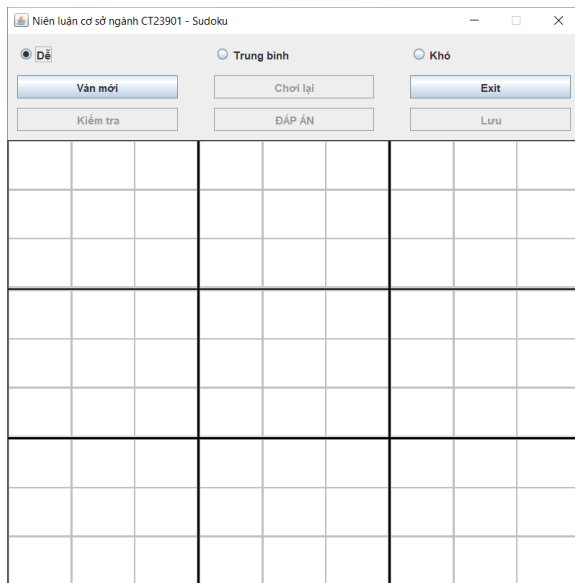 Niên luận cơ sở ngành CT23901 - Sudoku
Dễ Trung bình Khó
Ván mới Chơi lại Exit
Kiểm tra ĐÁP ÁN Lưu